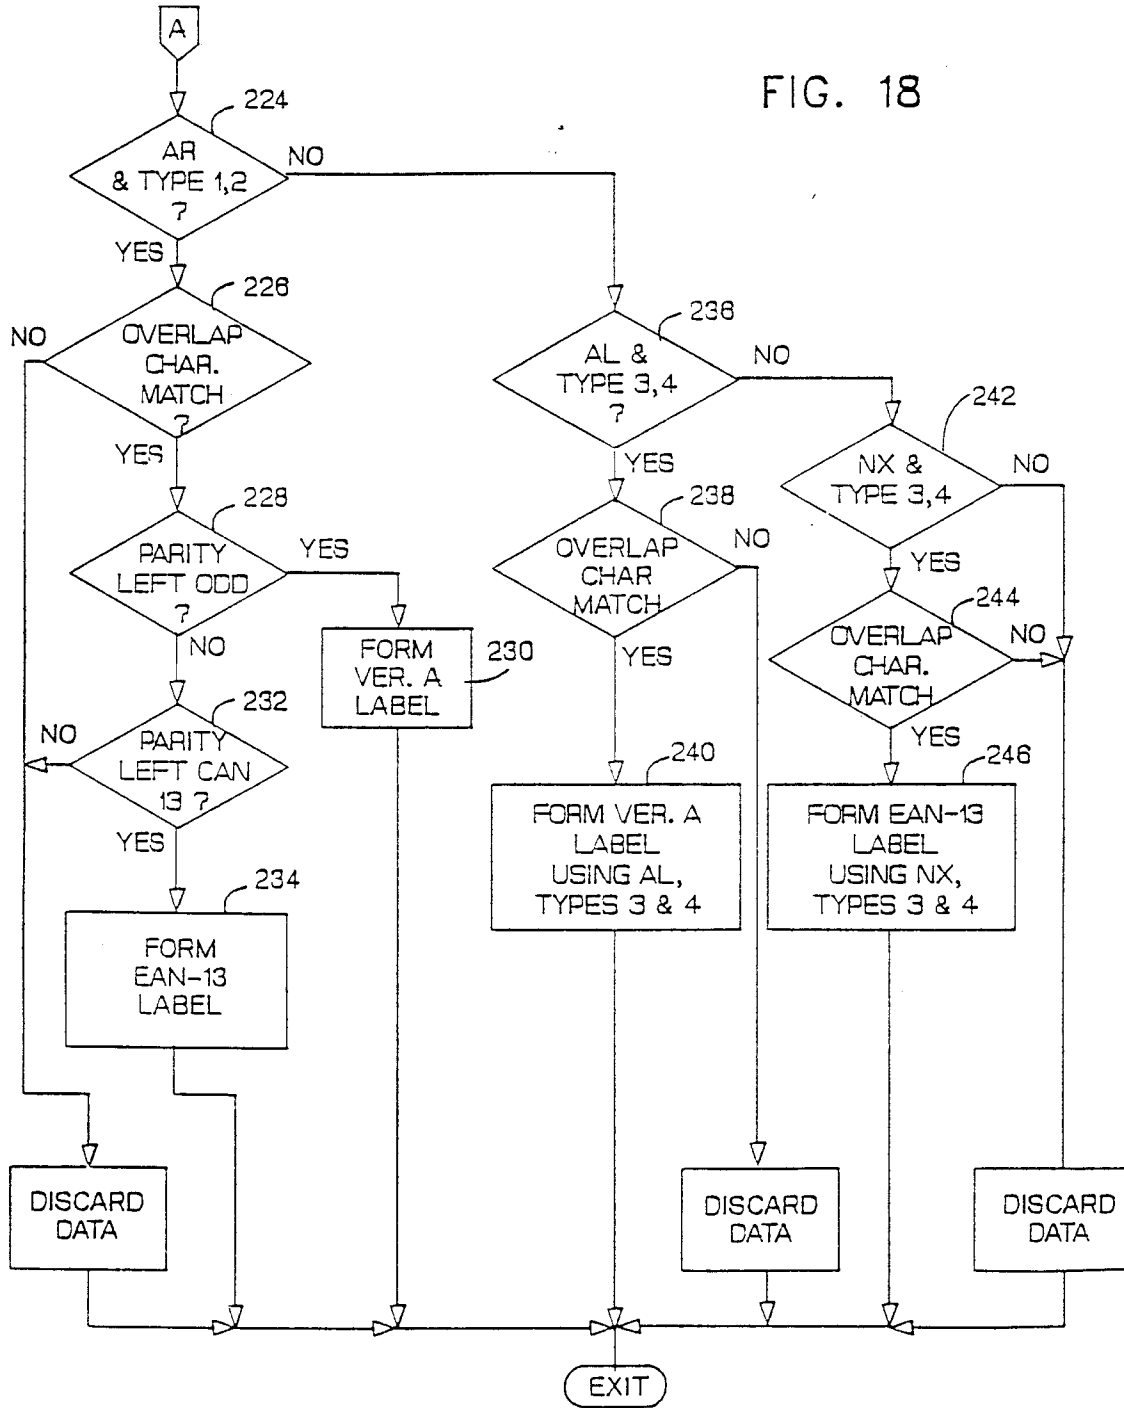 A
FIG. 18
224
AR
& TYPE 1,2
?
NO
YES
226
NO
OVERLAP
CHAR.
MATCH
?
YES
228
PARITY
LEFT ODD
?
YES
NO
FORM
VER. A
LABEL
230
232
NO
PARITY
LEFT CAN
13 ?
YES
234
FORM
EAN-13
LABEL
DISCARD
DATA
236
AL &
TYPE 3,4
?
NO
YES
238
OVERLAP
CHAR
MATCH
NO
YES
240
FORM VER. A
LABEL
USING AL,
TYPES 3 & 4
DISCARD
DATA
242
NX &
TYPE 3,4
NO
YES
244
OVERLAP
CHAR.
MATCH
NO
YES
246
FORM EAN-13
LABEL
USING NX,
TYPES 3 & 4
DISCARD
DATA
EXIT